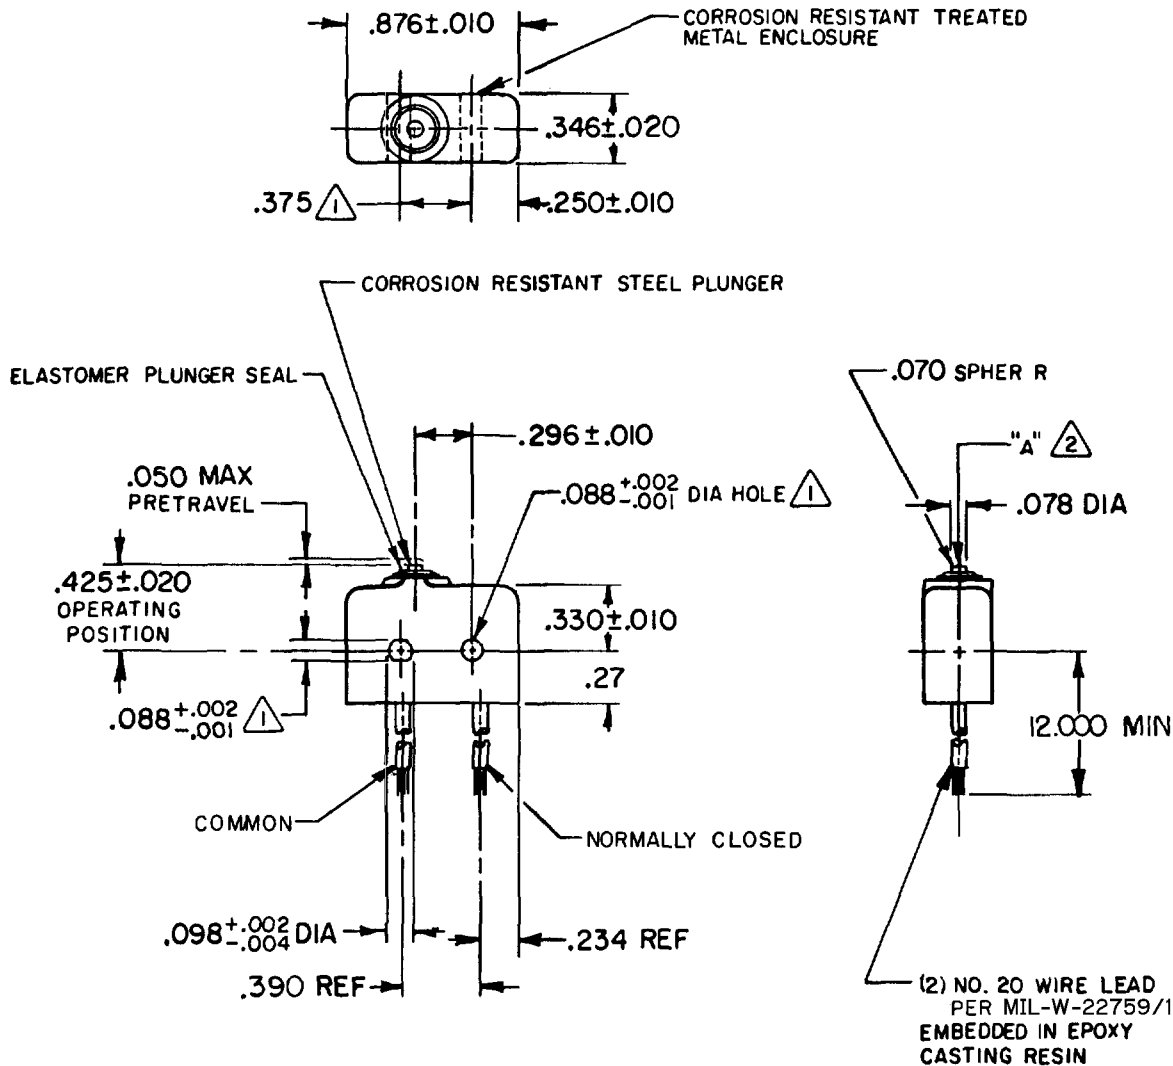 .876±.010
CORROSION RESISTANT TREATED
METAL ENCLOSURE
.346±.020
.375 1
.250±.010
CORROSION RESISTANT STEEL PLUNGER
ELASTOMER PLUNGER SEAL
.070 SPHER R
.296±.010
"A" 2
.050 MAX
PRETRAVEL
.088 +.002 -.001 DIA HOLE 1
.078 DIA
.425±.020
OPERATING
POSITION
.330±.010
.27
.088 +.002 -.001 1
12.000 MIN
COMMON
NORMALLY CLOSED
.098 +.002 -.004 DIA
.234 REF
.390 REF
(2) NO. 20 WIRE LEAD
PER MIL-W-22759/1
EMBEDDED IN EPOXY
CASTING RESIN